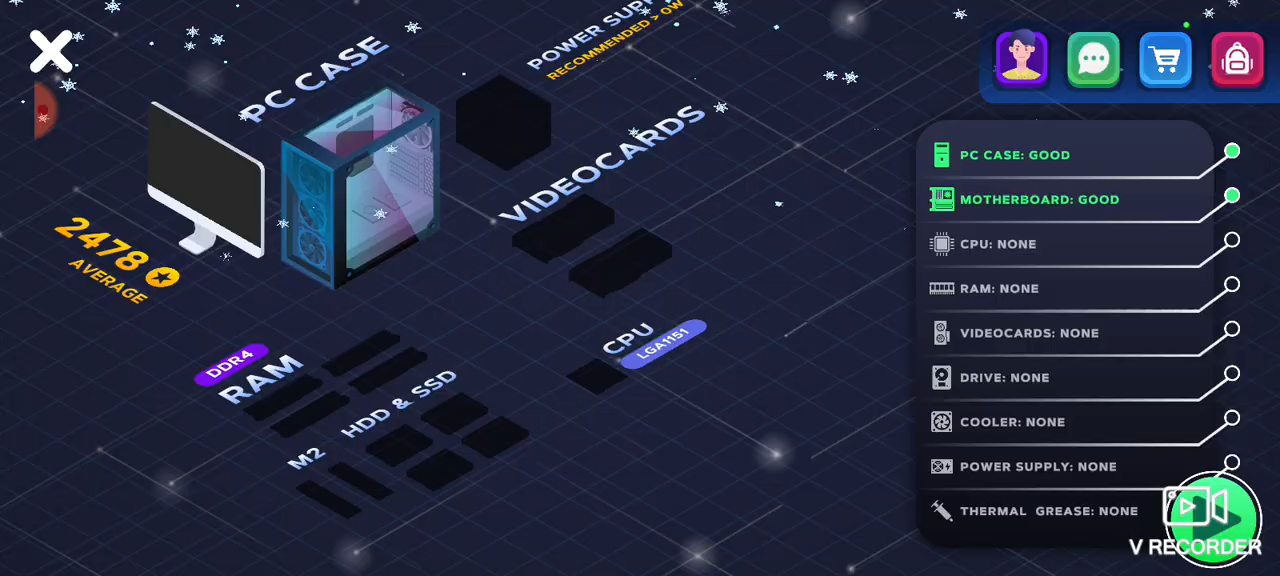 PC CASE
POWER SUPP
RECOMMENDED > 0W
VIDEOCARDS
2478
AVERAGE
CPU
LGA1151
DDR4
RAM
HDD & SSD
M2
PC CASE: GOOD
MOTHERBOARD: GOOD
CPU: NONE
RAM: NONE
VIDEOCARDS: NONE
DRIVE: NONE
COOLER: NONE
POWER SUPPLY: NONE
THERMAL GREASE: NONE
V RECORDER